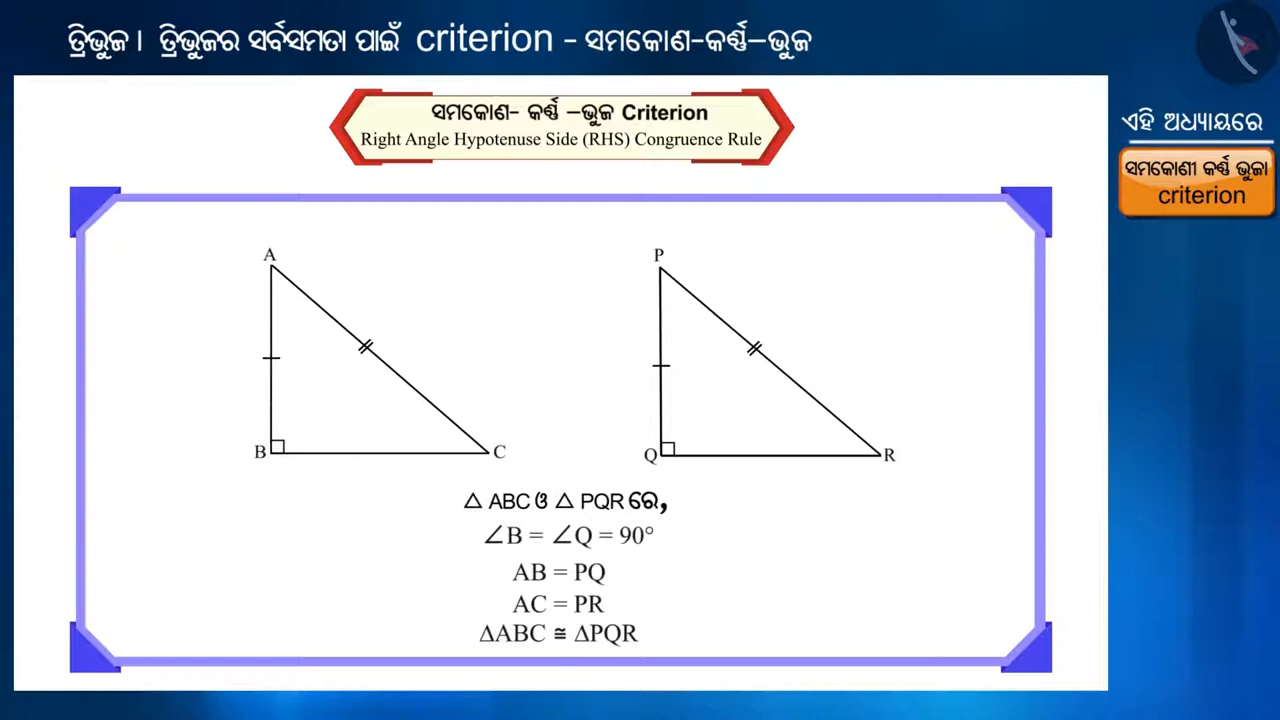 ତ୍ରିଭୁଜ। ତ୍ରିଭୁଜର ସର୍ବସମତା ପାଇଁ criterion - ସମକୋଣ-କର୍ଣ୍ଣ-ଭୁଜ
ସମକୋଣ- କର୍ଣ୍ଣ -ଭୁଜ Criterion
Right Angle Hypotenuse Side (RHS) Congruence Rule
ଏହି ଅଧ୍ୟାୟରେ
ସମକୋଣୀ କର୍ଣ୍ଣ ଭୁଜା
criterion
A
P
B
C
Q
R
△ ABC ଓ △ PQR ରେ,
∠B = ∠Q = 90°
AB = PQ
AC = PR
ΔABC ≅ ΔPQR